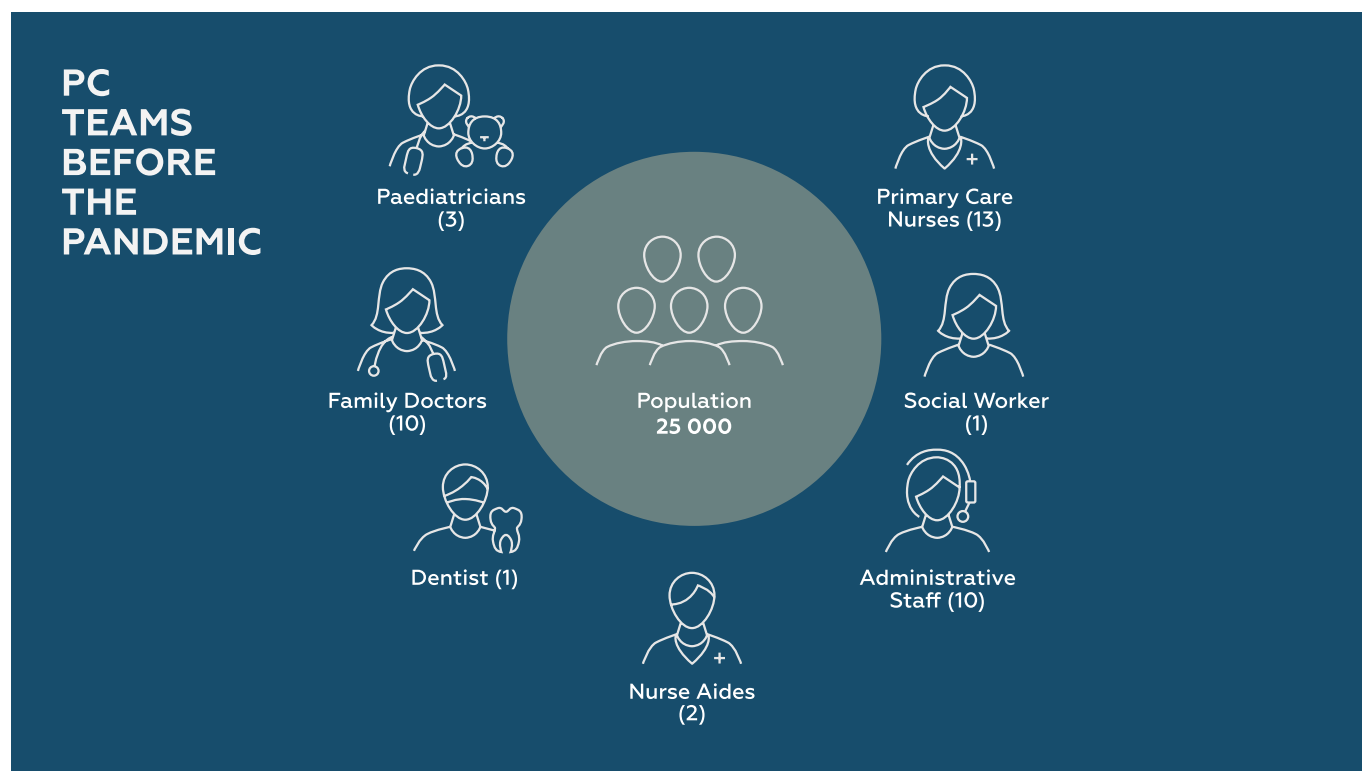 PC
TEAMS
BEFORE
THE
PANDEMIC
Paediatricians
(3)
Primary Care
Nurses (13)
Family Doctors
(10)
Population
25 000
Social Worker
(1)
Dentist (1)
Administrative
Staff (10)
Nurse Aides
(2)